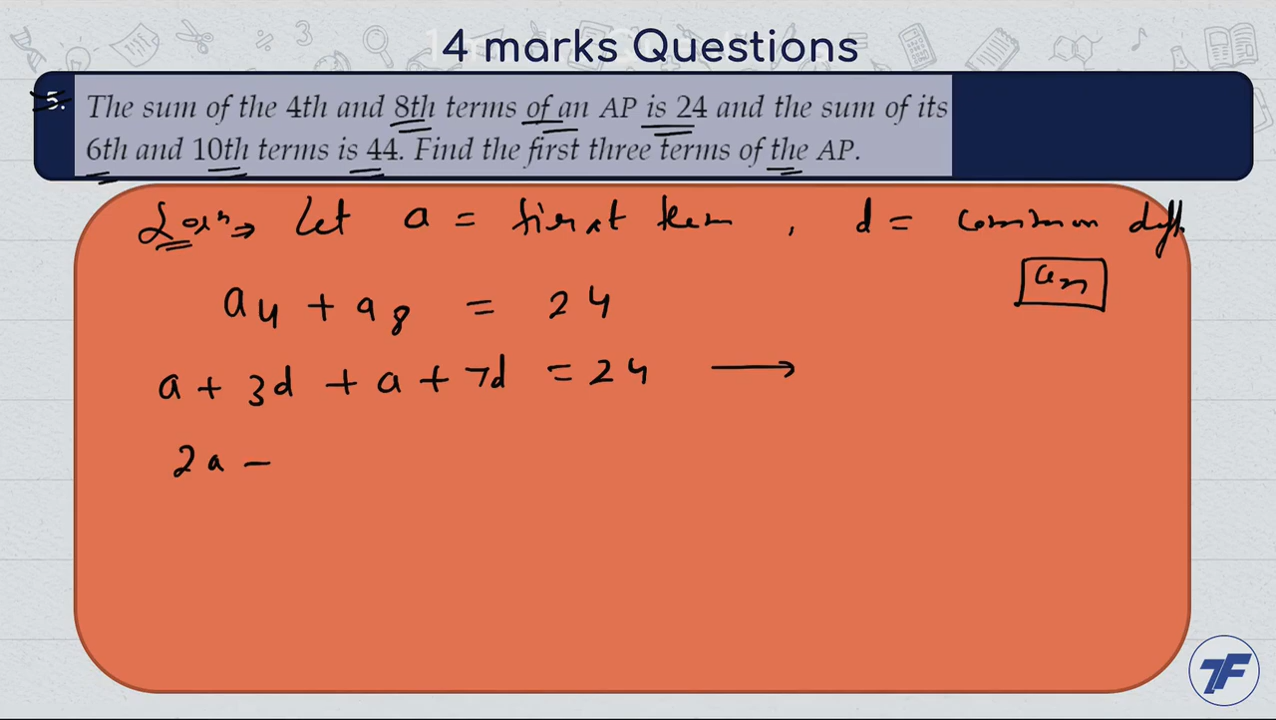 4 marks Questions
5. The sum of the 4th and 8th terms of an AP is 24 and the sum of its
6th and 10th terms is 44. Find the first three terms of the AP.
Soln ⇒ Let a = first term , d = common diff.
an
a4 + a8 = 24
a + 3d + a + 7d = 24 ⟶
2a –